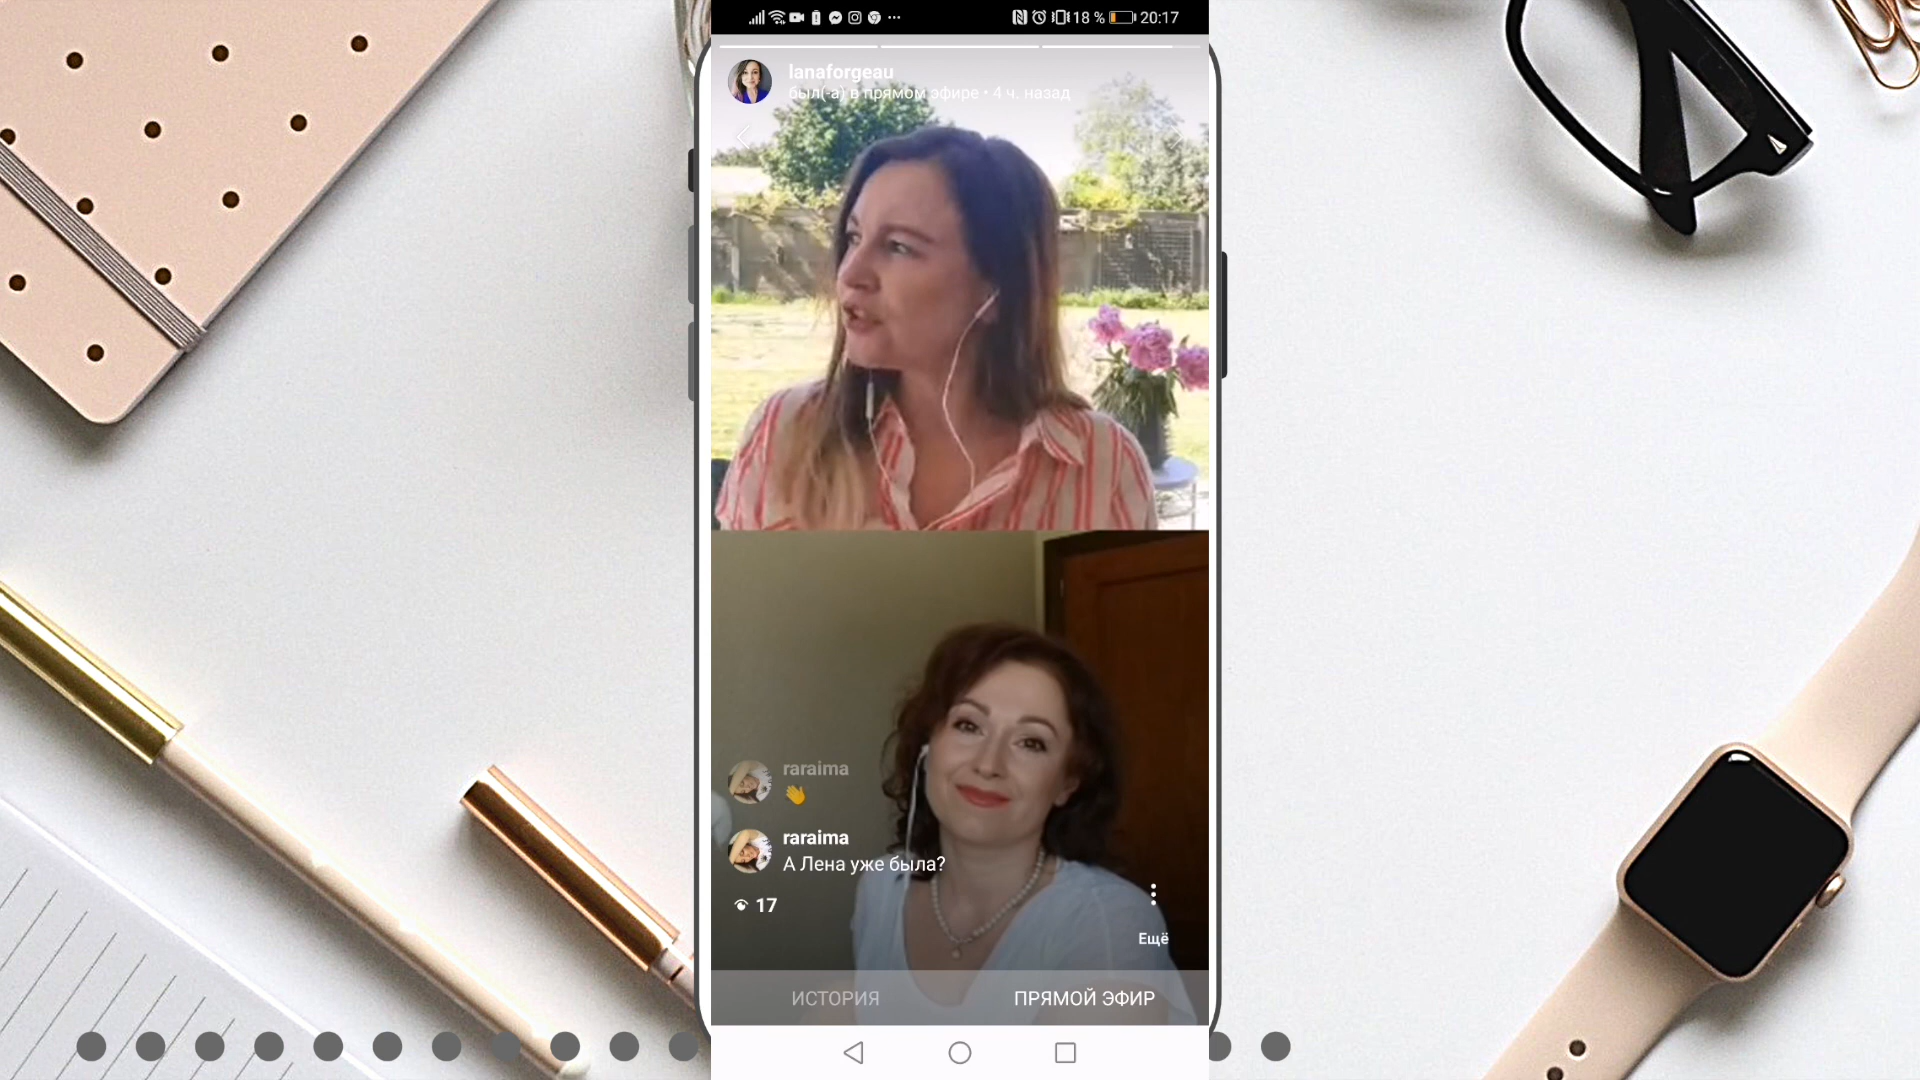 18 % 20:17
lanaforgeau
был(-а) в прямом эфире • 4 ч. назад
raraima
👋
raraima
А Лена уже была?
17
Ещё
ИСТОРИЯ ПРЯМОЙ ЭФИР